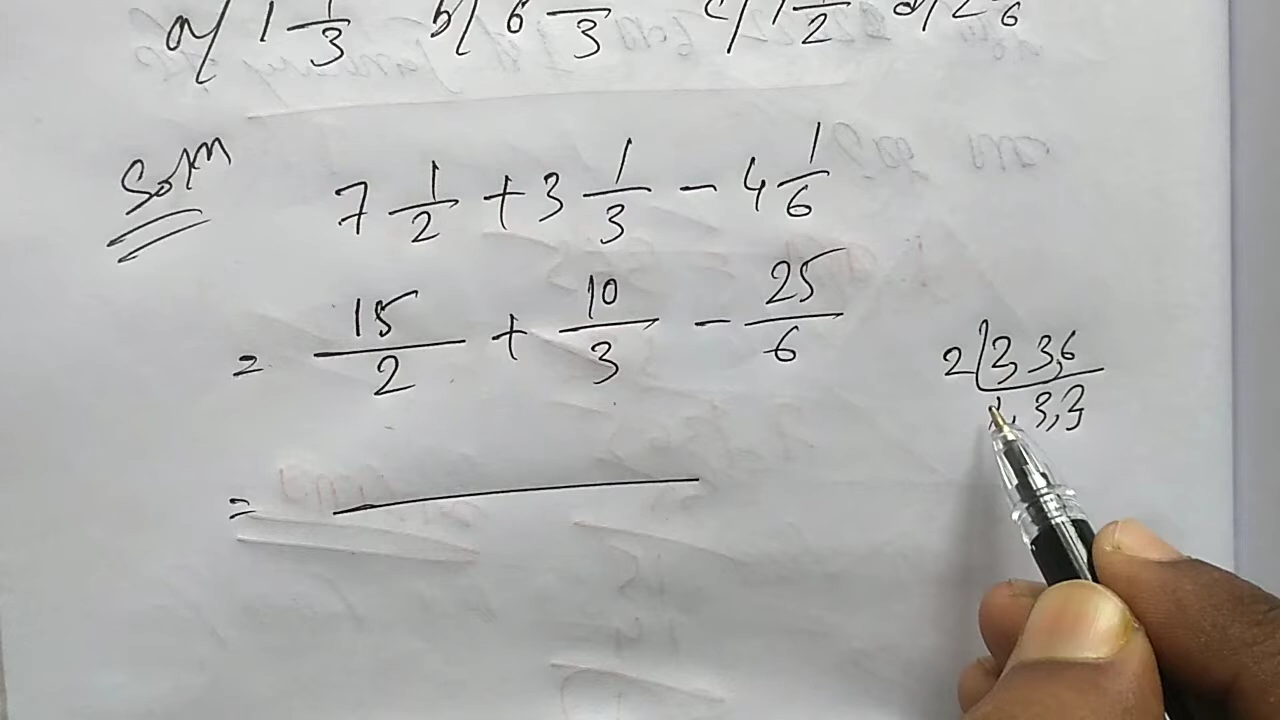 a) 1 1/3 b) 6 /3 c) 1 1/2 d) 2 /6
Soln
7 1/2 + 3 1/3 - 4 1/6
= 15/2 + 10/3 - 25/6
2 | 2, 3, 6
1, 3, 3
=